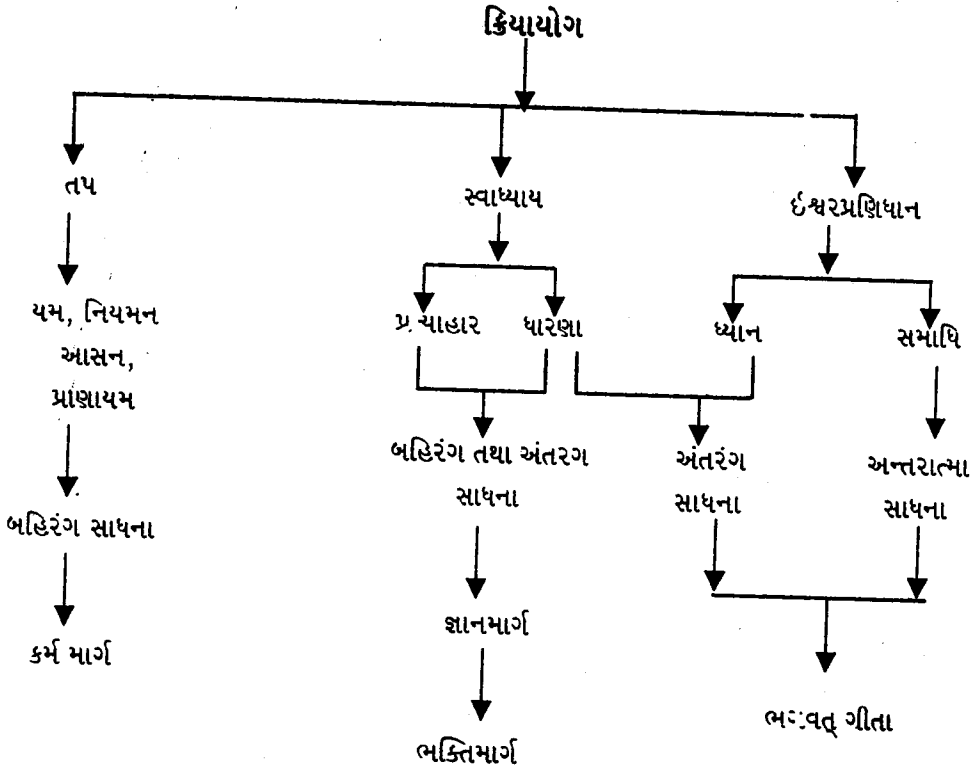 ક્રિયાયોગ
તપ
સ્વાધ્યાય
ઈશ્વરપ્રણિધાન
યમ, નિયમન
આસન,
પ્રાણાયમ
ધારણા
ધ્યાન
સમાધિ
બહિરંગ તથા અંતરગ
સાધના
અંતરંગ
સાધના
અન્તરાત્મા
સાધના
બહિરંગ સાધના
જ્ઞાનમાર્ગ
કર્મ માર્ગ
ગીતા
ભક્તિમાર્ગ